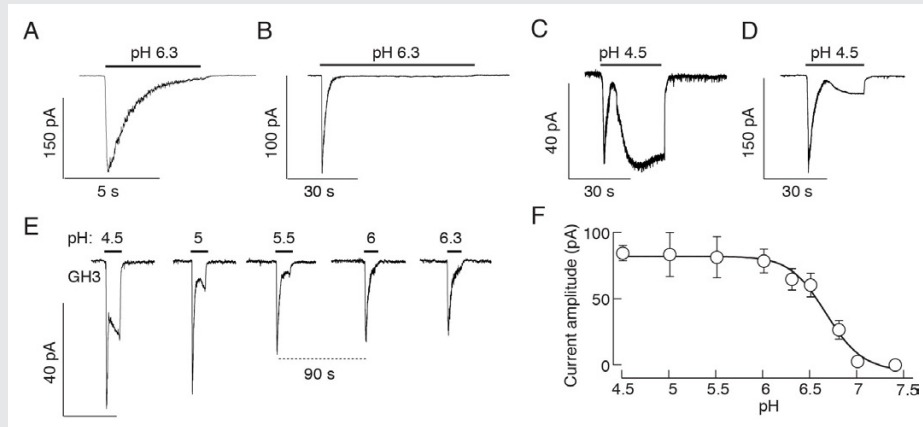 A B C D
pH 6.3 pH 6.3 pH 4.5 pH 4.5
150 pA 100 pA 40 pA 150 pA
5 s 30 s 30 s 30 s
E
pH: 4.5 5 5.5 6 6.3
GH3
40 pA
90 s
F
Current amplitude (pA)
100
50
0
4.5 5 5.5 6 6.5 7 7.5
pH